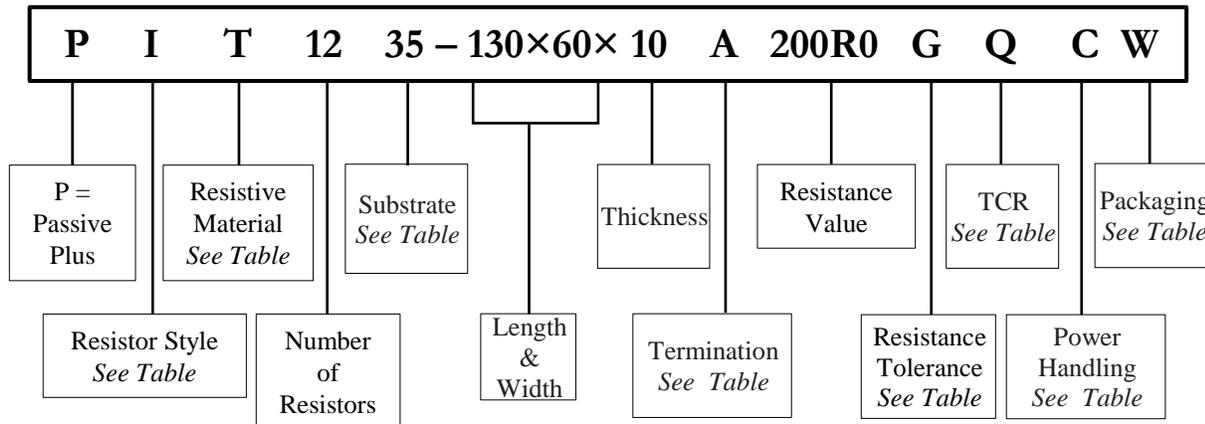 P I T 12 35 – 130×60× 10 A 200R0 G Q C W
P =
Passive
Plus
Resistive
Material
See Table
Substrate
See Table
Thickness
Resistance
Value
TCR
See Table
Packaging
See Table
Resistor Style
See Table
Number
of
Resistors
Length
&
Width
Termination
See Table
Resistance
Tolerance
See Table
Power
Handling
See Table